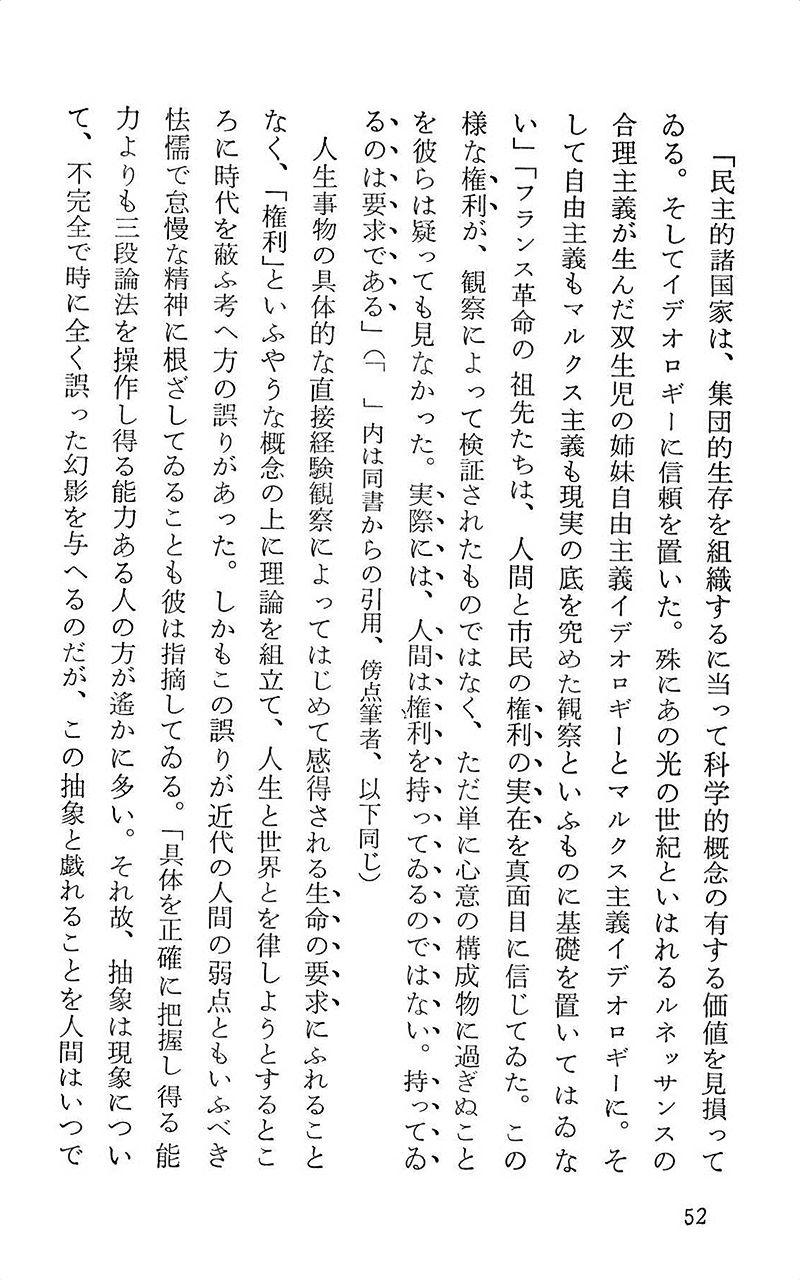 「民主的諸国家は、集団的生存を組織するに当って科学的概念の有する価値を見損って
ゐる。そしてイデオロギーに信頼を置いた。殊にあの光の世紀といはれるルネッサンスの
合理主義が生んだ双生児の姉妹自由主義イデオロギーとマルクス主義イデオロギーに。そ
して自由主義もマルクス主義も現実の底を究めた観察といふものに基礎を置いてはゐな
い」「フランス革命の祖先たちは、人間と市民の権利の実在を真面目に信じてゐた。この
様な権利が、観察によって検証されたものではなく、ただ単に心意の構成物に過ぎぬこと
を彼らは疑っても見なかった。実際には、人間は権利を持ってゐるのではない。持ってゐ
るのは要求である」（「　」内は同書からの引用、傍点筆者、以下同じ）
人生事物の具体的な直接経験観察によってはじめて感得される生命の要求にふれること
なく、「権利」といふやうな概念の上に理論を組立て、人生と世界とを律しようとするとこ
ろに時代を蔽ふ考へ方の誤りがあった。しかもこの誤りが近代の人間の弱点ともいふべき
怯懦で怠慢な精神に根ざしてゐることも彼は指摘してゐる。「具体を正確に把握し得る能
力よりも三段論法を操作し得る能力ある人の方が遙かに多い。それ故、抽象は現象につい
て、不完全で時に全く誤った幻影を与へるのだが、この抽象と戯れることを人間はいつで
52